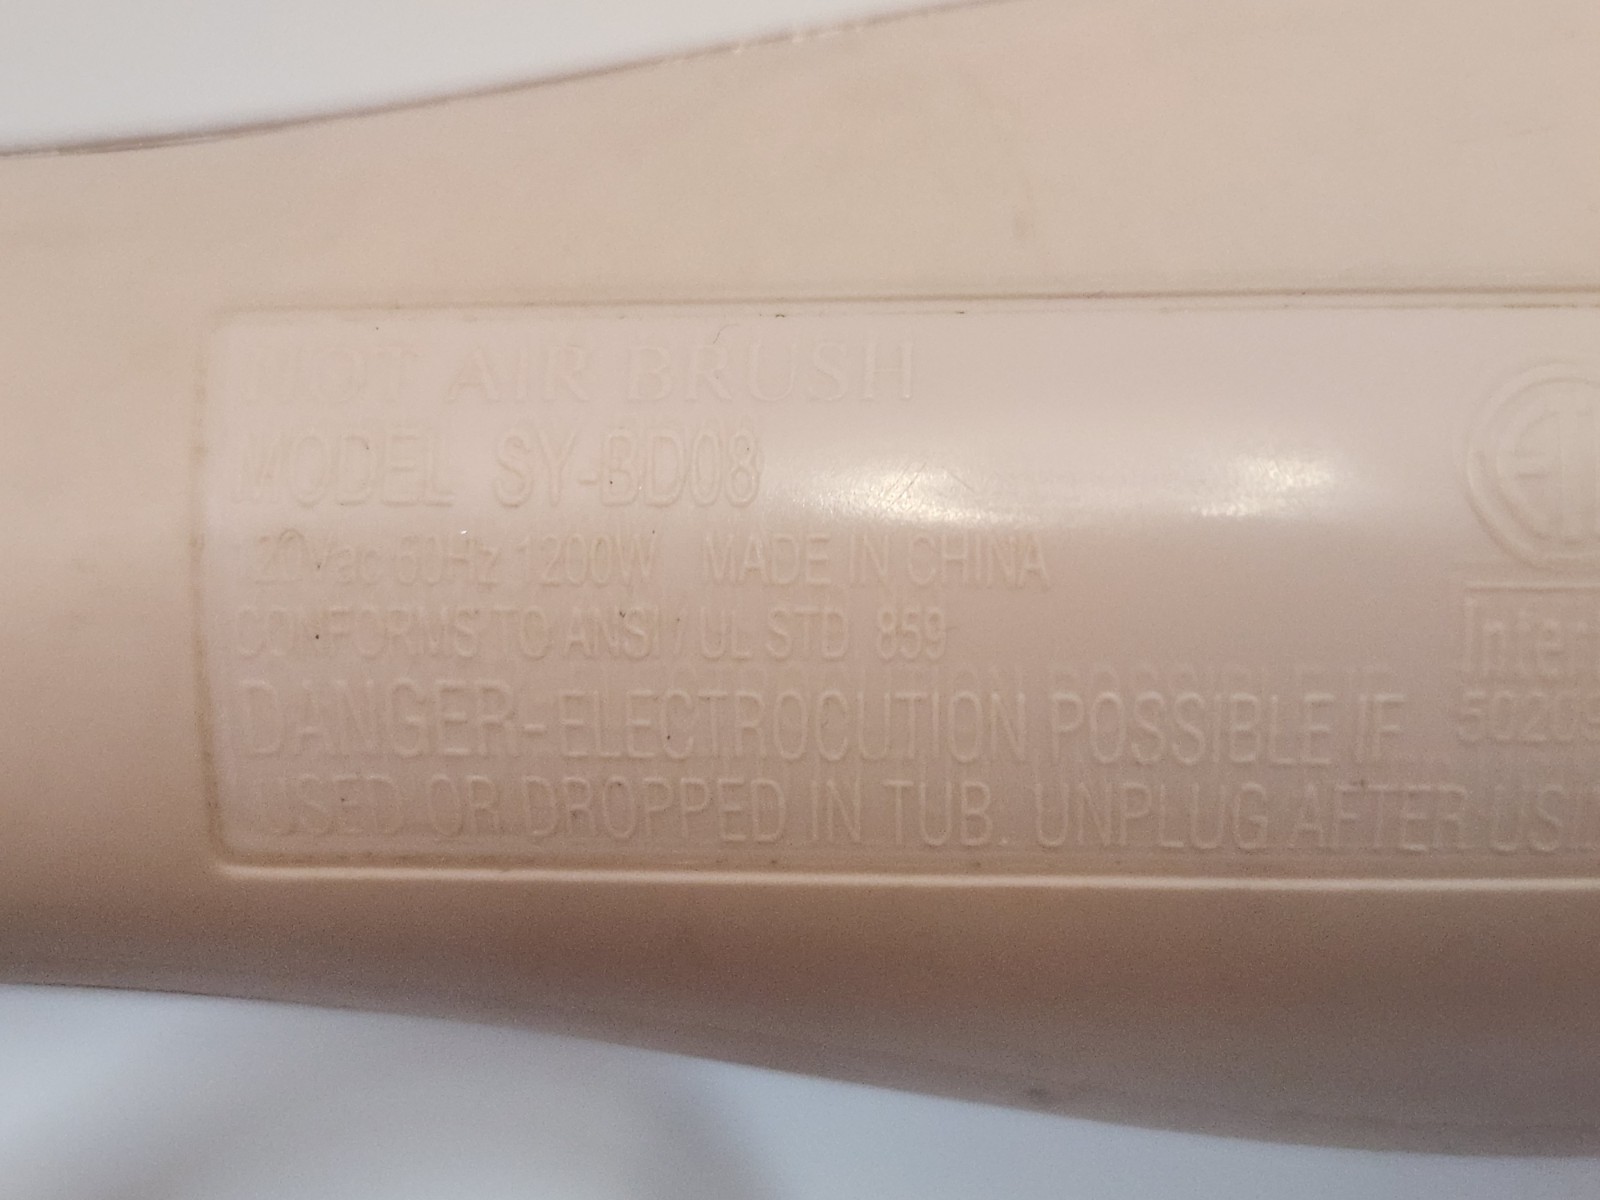 HOT AIR BRUSH
MODEL SY-BD08
120Vac 60Hz 1200W MADE IN CHINA
CONFORMS TO ANSI / UL STD. 859
DANGER-ELECTROCUTION POSSIBLE IF
USED OR DROPPED IN TUB. UNPLUG AFTER
Inter